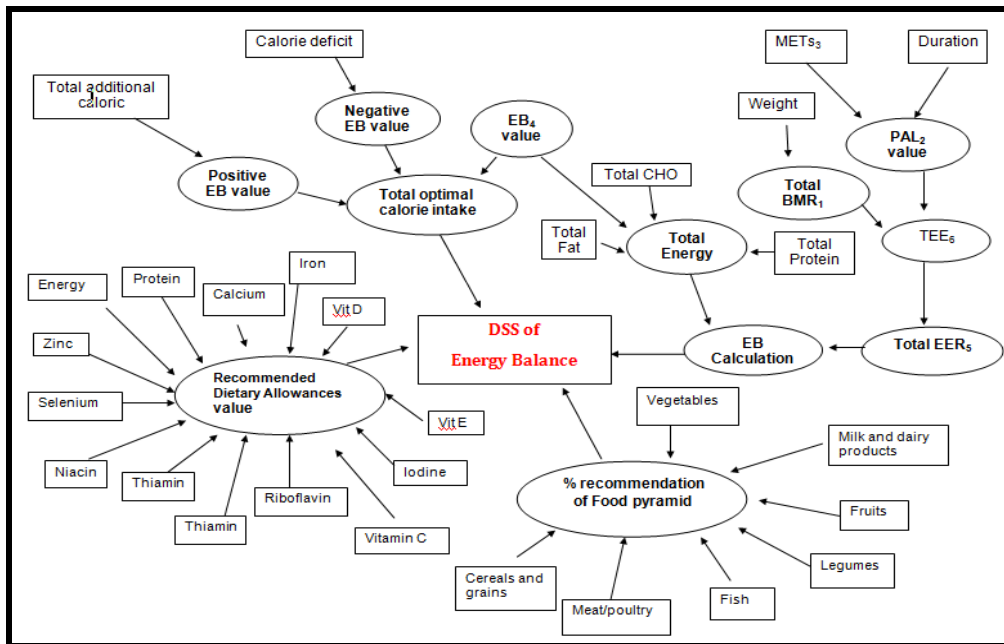 Calorie deficit
METs3
Duration
Total additional
caloric
Weight
Negative
EB value
EB4
value
PAL2
value
Positive
EB value
Total optimal
calorie intake
Total CHO
Total
BMR1
Total
Fat
Total
Energy
Total
Protein
TEE6
Iron
Energy
Protein
Calcium
Vit D
Zinc
DSS of
Energy Balance
EB
Calculation
Total EER5
Recommended
Dietary Allowances
value
Selenium
Vit E
Vegetables
Milk and dairy
products
Niacin
Thiamin
Riboflavin
Iodine
% recommendation
of Food pyramid
Fruits
Thiamin
Vitamin C
Legumes
Cereals and
grains
Meat/poultry
Fish